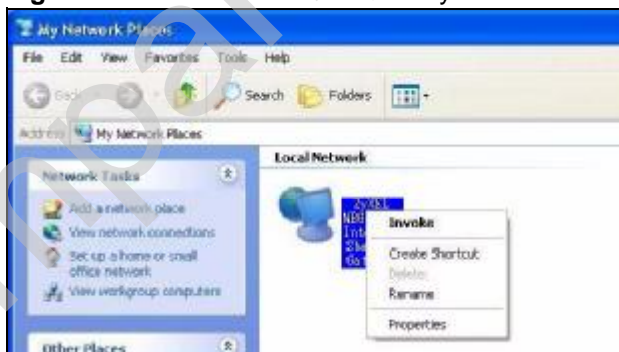 My Network Places
File Edit View Favorites Tools Help
Back Search Folders
Address My Network Places
Network Tasks
Add a network place
View network connections
Set up a home or small
office network
View workgroup computers
Other Places
Local Network
ZyXEL
Invoke
Create Shortcut
Delete
Rename
Properties